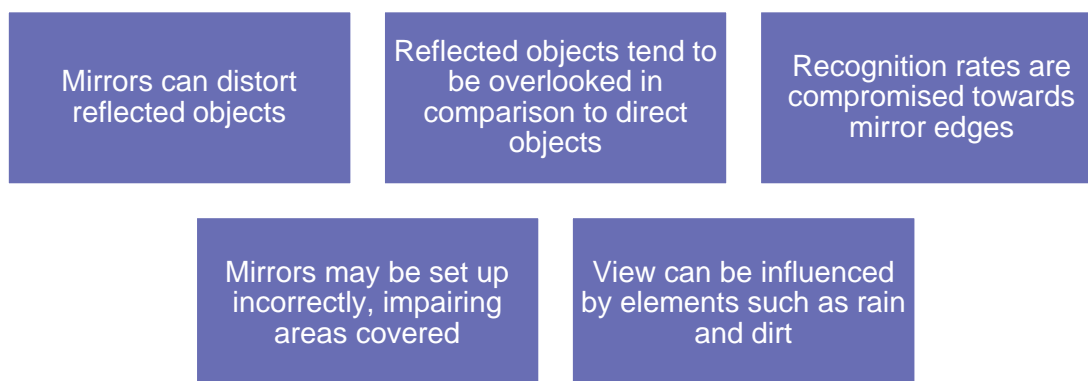 Mirrors can distort
reflected objects
Reflected objects tend to
be overlooked in
comparison to direct
objects
Recognition rates are
compromised towards
mirror edges
Mirrors may be set up
incorrectly, impairing
areas covered
View can be influenced
by elements such as rain
and dirt